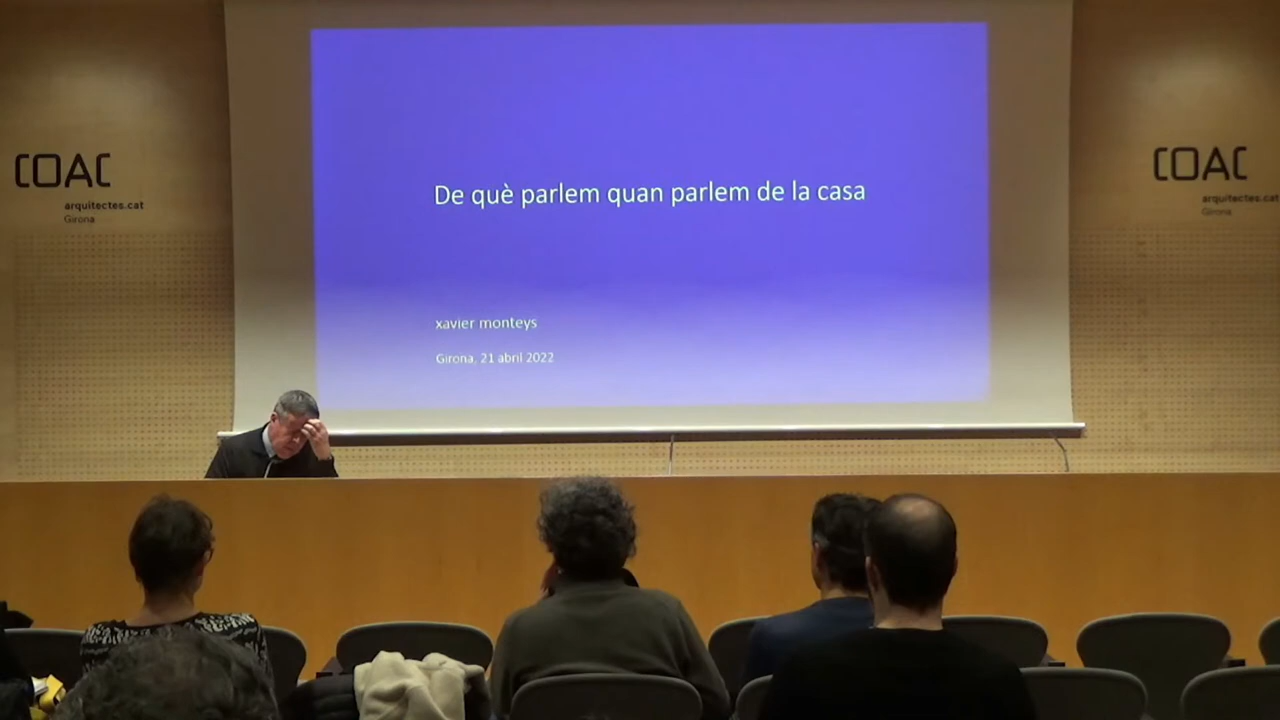 De què parlem quan parlem de la casa
xavier monteys
Girona, 21 abril 2022
COAC
arquitectes.cat
Girona
COAC
arquitectes.cat
Girona